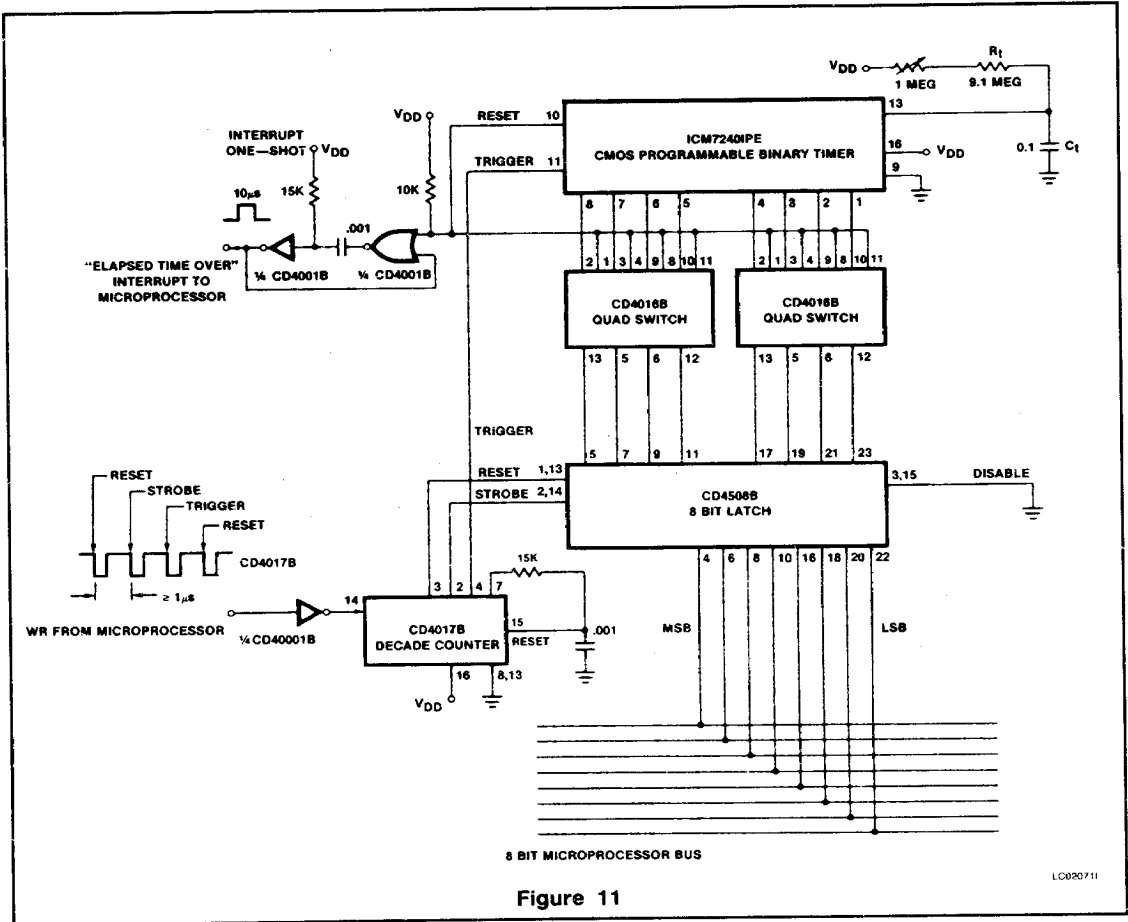 VDD
1 MEG
Rt
9.1 MEG
13
ICM7240IPE
CMOS PROGRAMMABLE BINARY TIMER
RESET 10
TRIGGER 11
16 VDD
9
0.1 Ct
8 7 6 5 4 3 2 1
INTERRUPT
ONE—SHOT VDD
VDD
10μs
15K
10K
.001
"ELAPSED TIME OVER"
INTERRUPT TO
MICROPROCESSOR
¼ CD4001B
¼ CD4001B
2 1 3 4 9 8 10 11
2 1 3 4 9 8 10 11
CD4016B
QUAD SWITCH
CD4016B
QUAD SWITCH
13 5 6 12
13 5 6 12
TRIGGER
5 7 9 11 17 19 21 23
RESET 1,13
STROBE 2,14
CD4508B
8 BIT LATCH
3,15 DISABLE
4 6 8 10 16 18 20 22
RESET
STROBE
TRIGGER
RESET
CD4017B
≥ 1μs
WR FROM MICROPROCESSOR
¼ CD40001B
14
3 2 4 7
15K
CD4017B
DECADE COUNTER
15
RESET
.001
16
8,13
VDD
MSB
LSB
8 BIT MICROPROCESSOR BUS
LC02071I
Figure 11